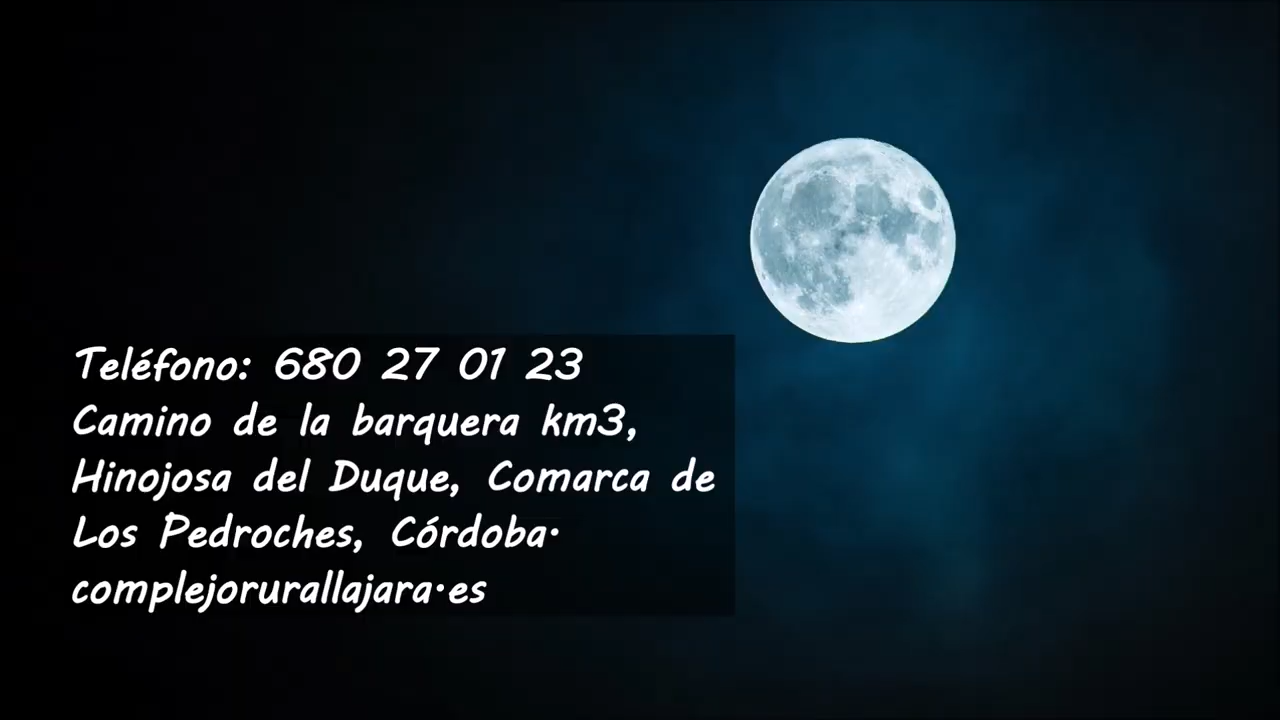 Teléfono: 680 27 01 23
Camino de la barquera km3,
Hinojosa del Duque, Comarca de
Los Pedroches, Córdoba·
complejorurallajara·es